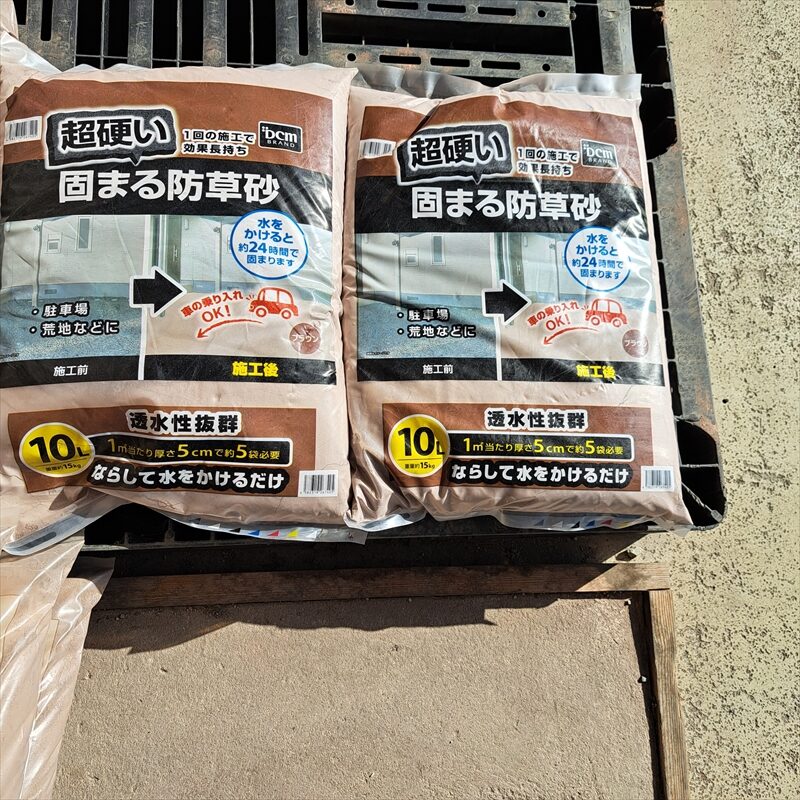 超硬い
1回の施工で
効果長持ち
DCM
BRAND
固まる防草砂
水を
かけると
約24時間で
固まります
・駐車場
・荒地などに
車の乗り入れ
OK!
ブラウン
施工前
施工後
透水性抜群
10L
重量約15kg
1㎡当たり厚さ5cmで約5袋必要
ならして水をかけるだけ
超硬い
1回の施工で
効果長持ち
DCM
BRAND
固まる防草砂
水を
かけると
約24時間で
固まります
・駐車場
・荒地などに
車の乗り入れ
OK!
ブラウン
施工前
施工後
透水性抜群
10L
重量約15kg
1㎡当たり厚さ5cmで約5袋必要
ならして水をかけるだけ